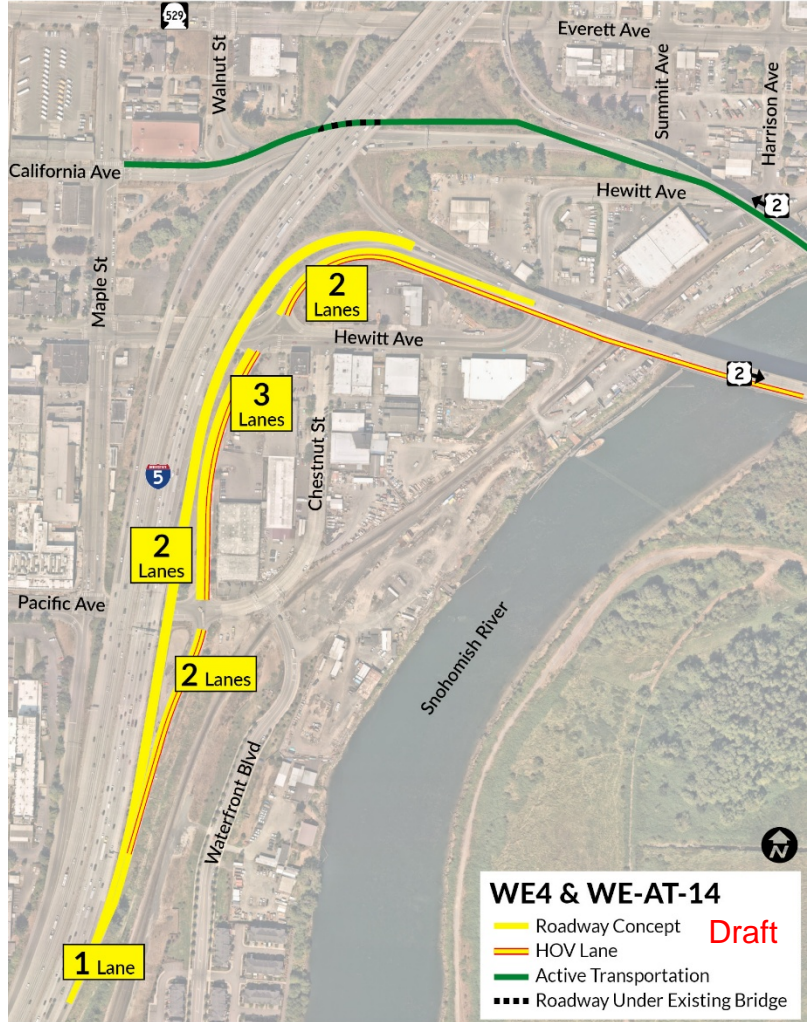 529
Everett Ave
Walnut St
Summit Ave
Harrison Ave
California Ave
Hewitt Ave
2
Maple St
2
Lanes
Hewitt Ave
2
3
Lanes
Chestnut St
INTERSTATE
5
2
Lanes
Pacific Ave
Snohomish River
2 Lanes
Waterfront Blvd
N
WE4 & WE-AT-14
Roadway Concept
Draft
HOV Lane
1 Lane
Active Transportation
Roadway Under Existing Bridge